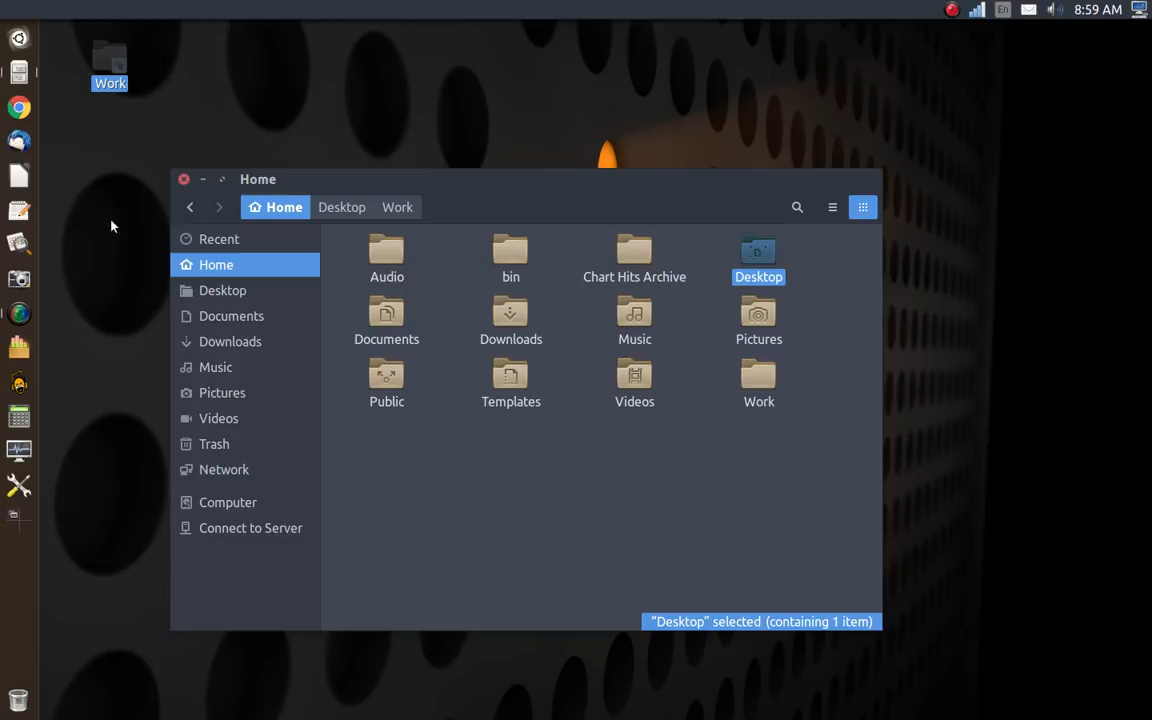 En
8:59 AM
Work
Home
Home
Desktop
Work
Recent
Home
Desktop
Documents
Downloads
Music
Pictures
Videos
Trash
Network
Computer
Connect to Server
Audio
bin
Chart Hits Archive
Desktop
Documents
Downloads
Music
Pictures
Public
Templates
Videos
Work
"Desktop" selected (containing 1 item)